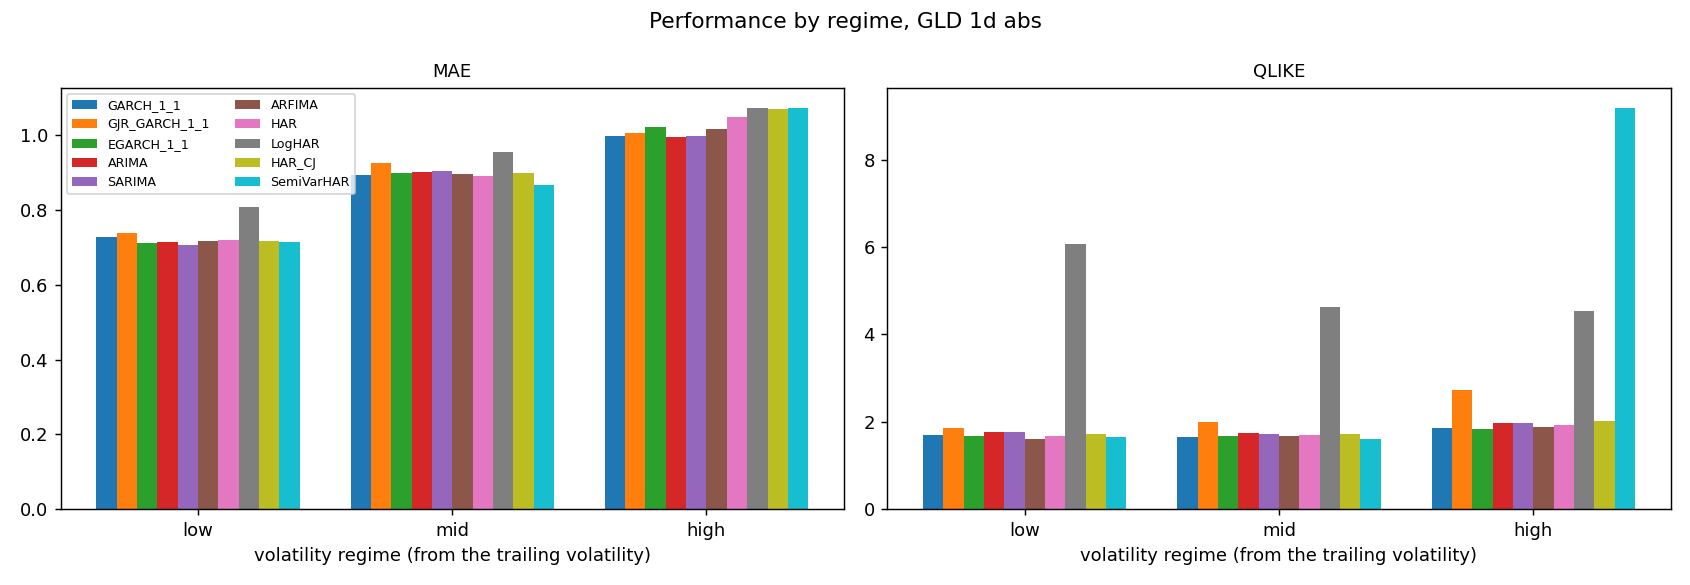 Performance by regime, GLD 1d abs
MAE
GARCH_1_1
GJR_GARCH_1_1
EGARCH_1_1
ARIMA
SARIMA
ARFIMA
HAR
LogHAR
HAR_CJ
SemiVarHAR
1.0
0.8
0.6
0.4
0.2
0.0
low mid high
volatility regime (from the trailing volatility)
QLIKE
8
6
4
2
0
low mid high
volatility regime (from the trailing volatility)